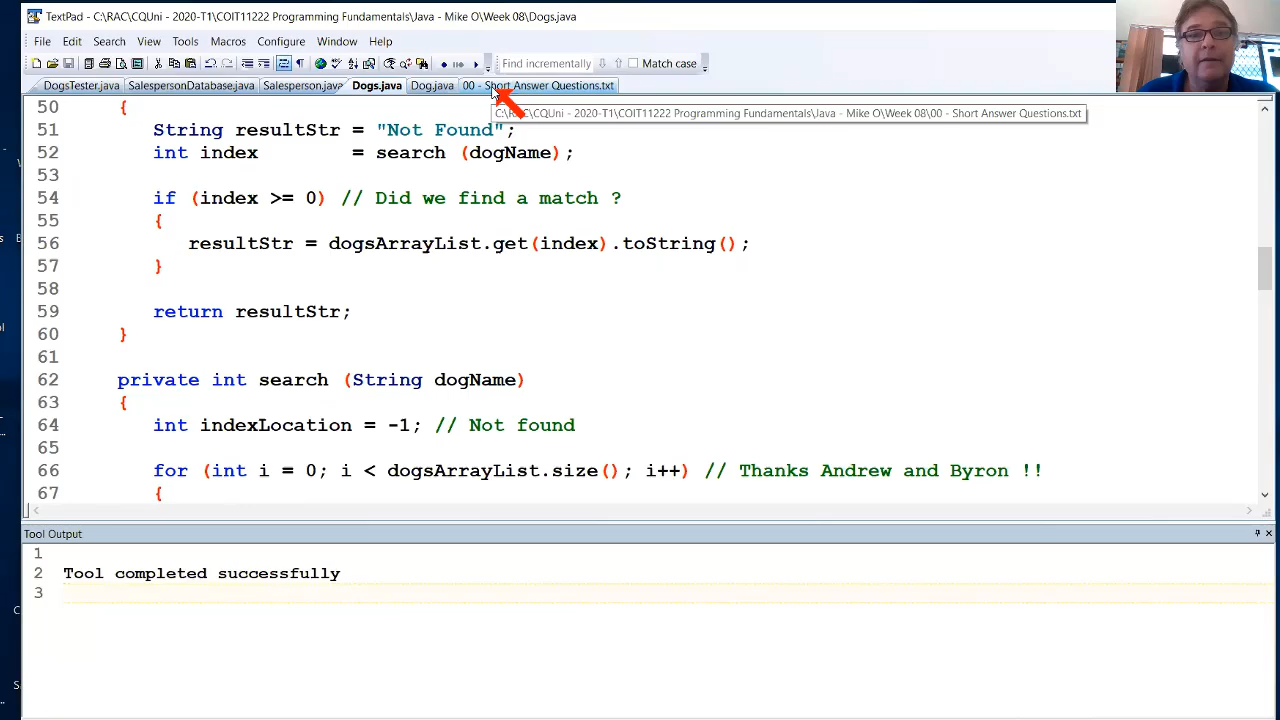 TextPad - C:\RAC\CQUni - 2020-T1\COIT11222 Programming Fundamentals\Java - Mike O\Week 08\Dogs.java
File Edit Search View Tools Macros Configure Window Help
Find incrementally Match case
DogsTester.java SalespersonDatabase.java Salesperson.java Dogs.java Dog.java 00 - Short Answer Questions.txt
C:\RAC\CQUni - 2020-T1\COIT11222 Programming Fundamentals\Java - Mike O\Week 08\00 - Short Answer Questions.txt
50 {
51 String resultStr = "Not Found";
52 int index = search (dogName);
53
54 if (index >= 0) // Did we find a match ?
55 {
56 resultStr = dogsArrayList.get(index).toString();
57 }
58
59 return resultStr;
60 }
61
62 private int search (String dogName)
63 {
64 int indexLocation = -1; // Not found
65
66 for (int i = 0; i < dogsArrayList.size(); i++) // Thanks Andrew and Byron !!
67 {
Tool Output
1
2 Tool completed successfully
3